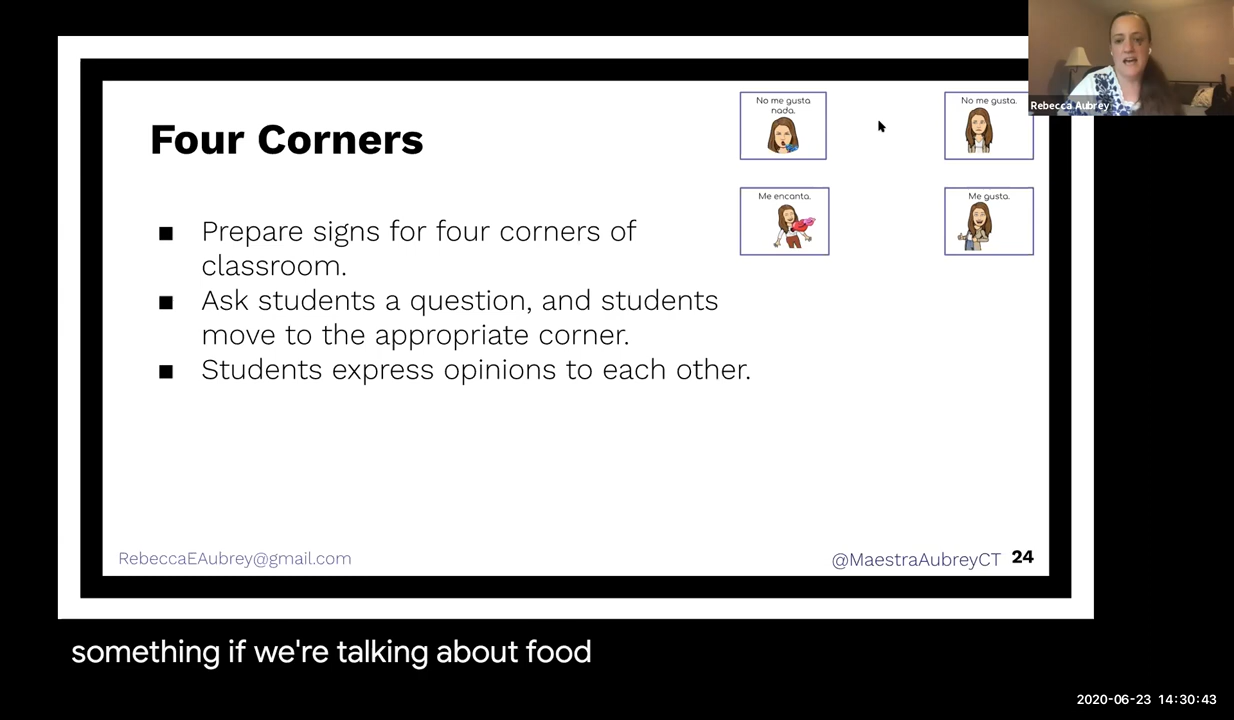 Four Corners
■ Prepare signs for four corners of
classroom.
■ Ask students a question, and students
move to the appropriate corner.
■ Students express opinions to each other.
No me gusta
nada.
No me gusta.
Me encanta.
Me gusta.
Rebecca Aubrey
RebeccaEAubrey@gmail.com
@MaestraAubreyCT 24
something if we're talking about food
2020-06-23 14:30:43